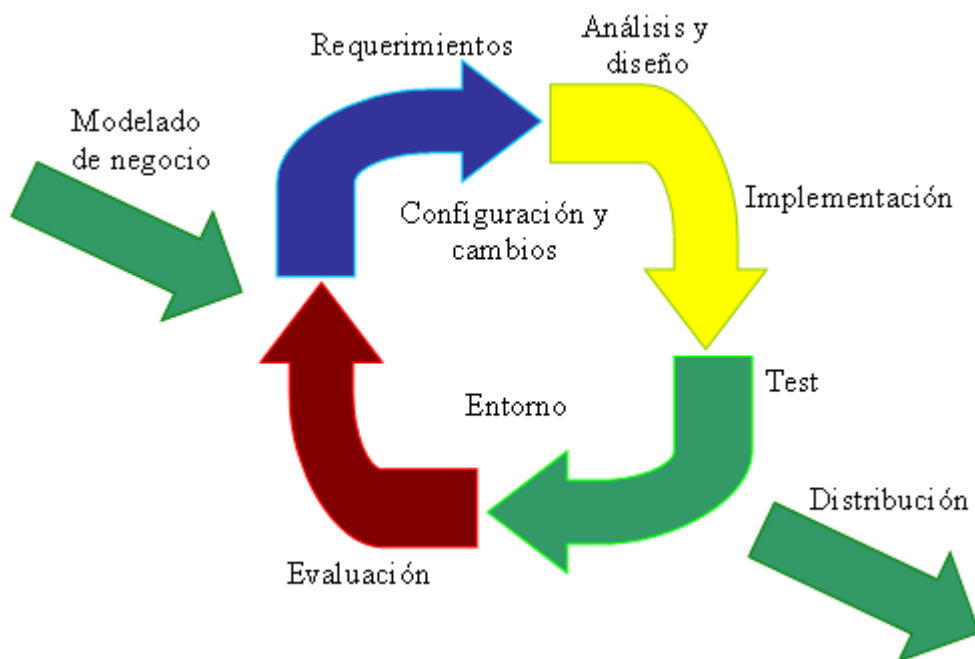 Requerimientos
Análisis y
diseño
Modelado
de negocio
Implementación
Configuración y
cambios
Test
Entorno
Distribución
Evaluación